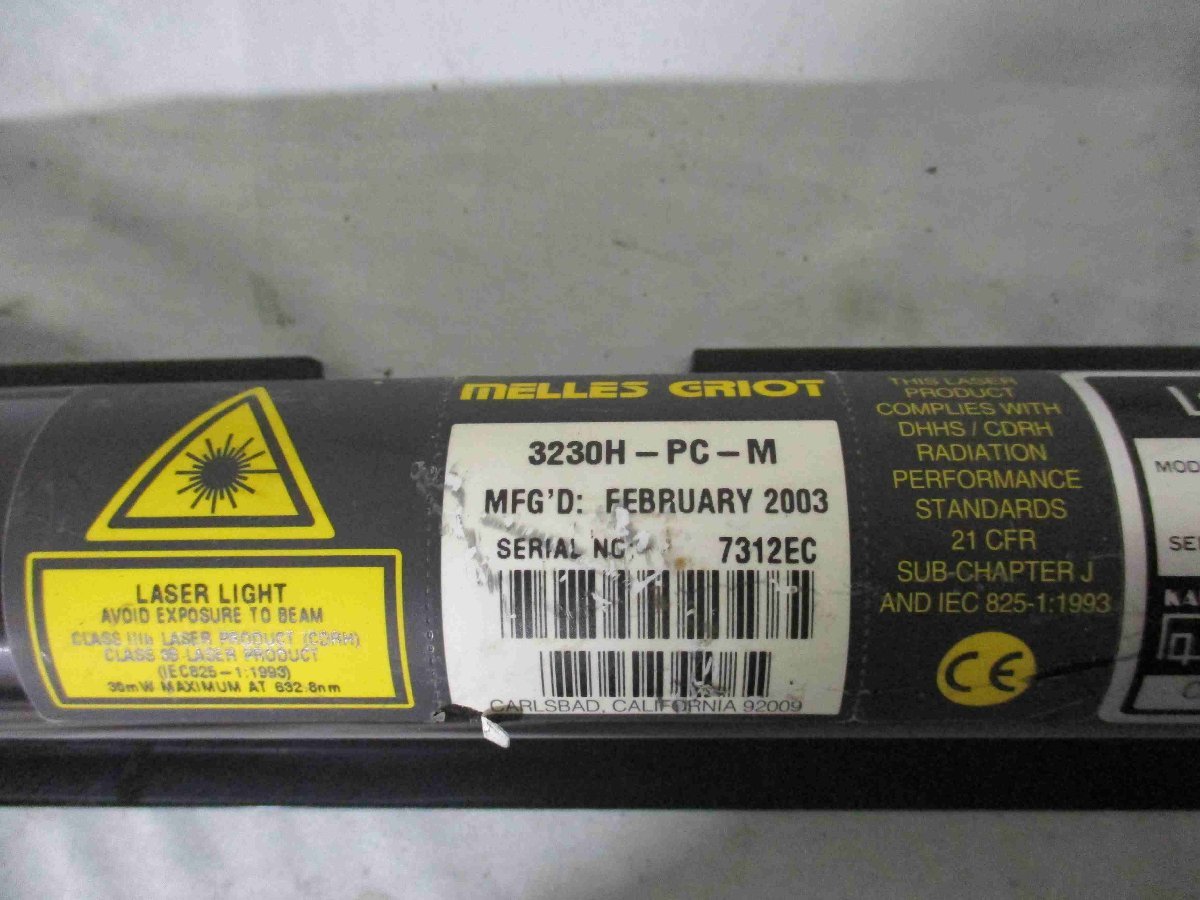 LASER LIGHT
AVOID EXPOSURE TO BEAM
CLASS IIIb LASER PRODUCT (CDRH)
CLASS 3B LASER PRODUCT
(IEC825-1:1993)
35mW MAXIMUM AT 632.8nm
MELLES GRIOT
3230H-PC-M
MFG'D: FEBRUARY 2003
SERIAL NO: 7312EC
CARLSBAD, CALIFORNIA 92009
THIS LASER
PRODUCT
COMPLIES WITH
DHHS / CDRH
RADIATION
PERFORMANCE
STANDARDS
21 CFR
SUB-CHAPTER J
AND IEC 825-1:1993
CE